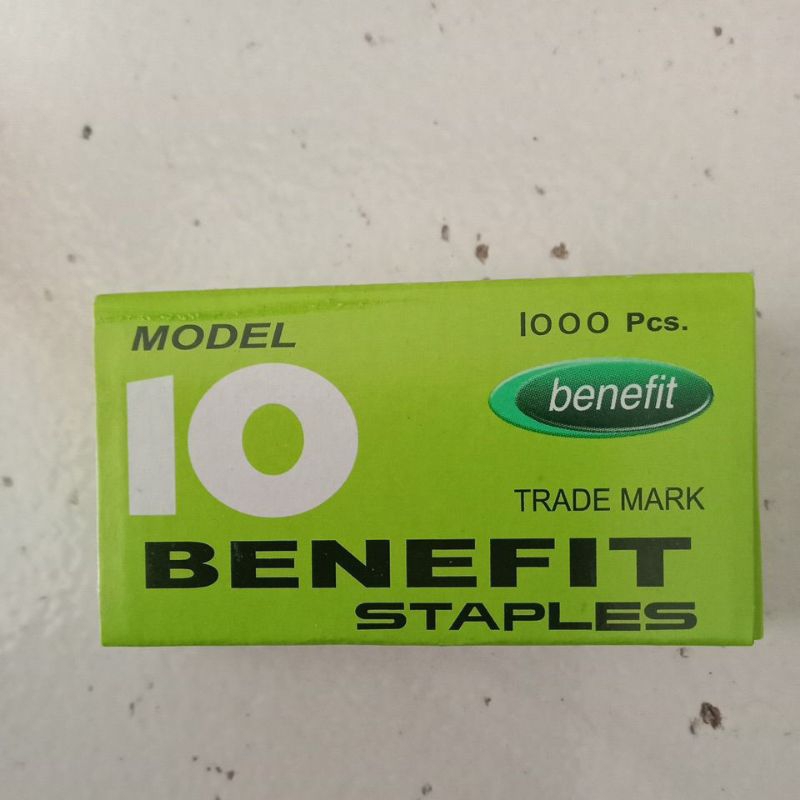 MODEL
1000 Pcs.
10
benefit
TRADE MARK
BENEFIT
STAPLES